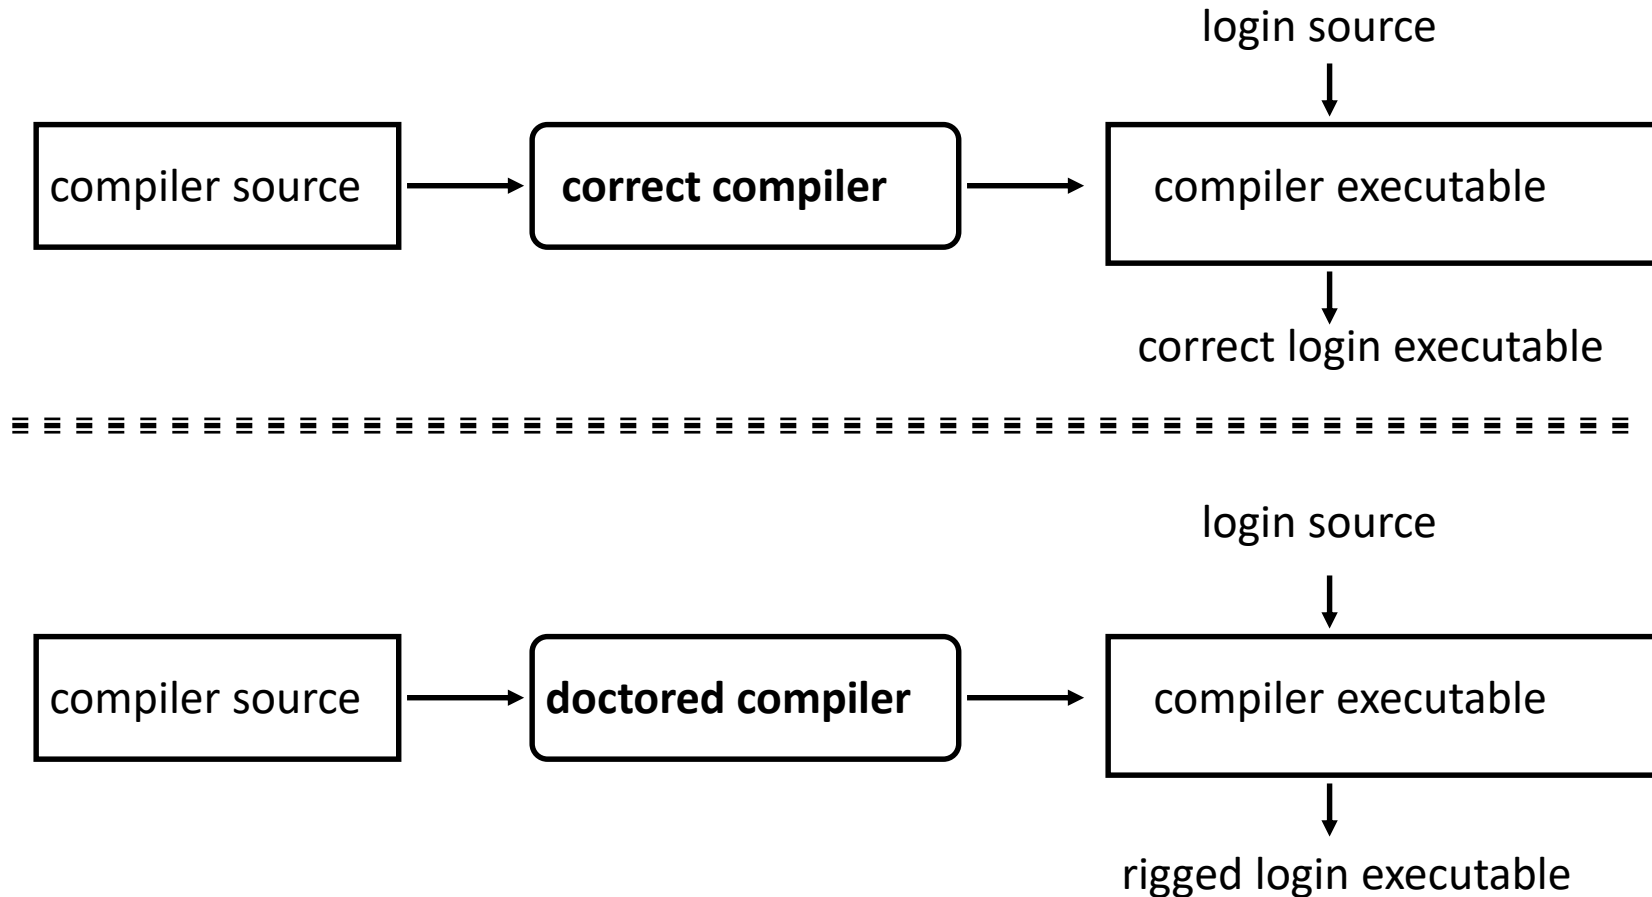 login source
compiler source
correct compiler
compiler executable
correct login executable
login source
compiler source
doctored compiler
compiler executable
rigged login executable